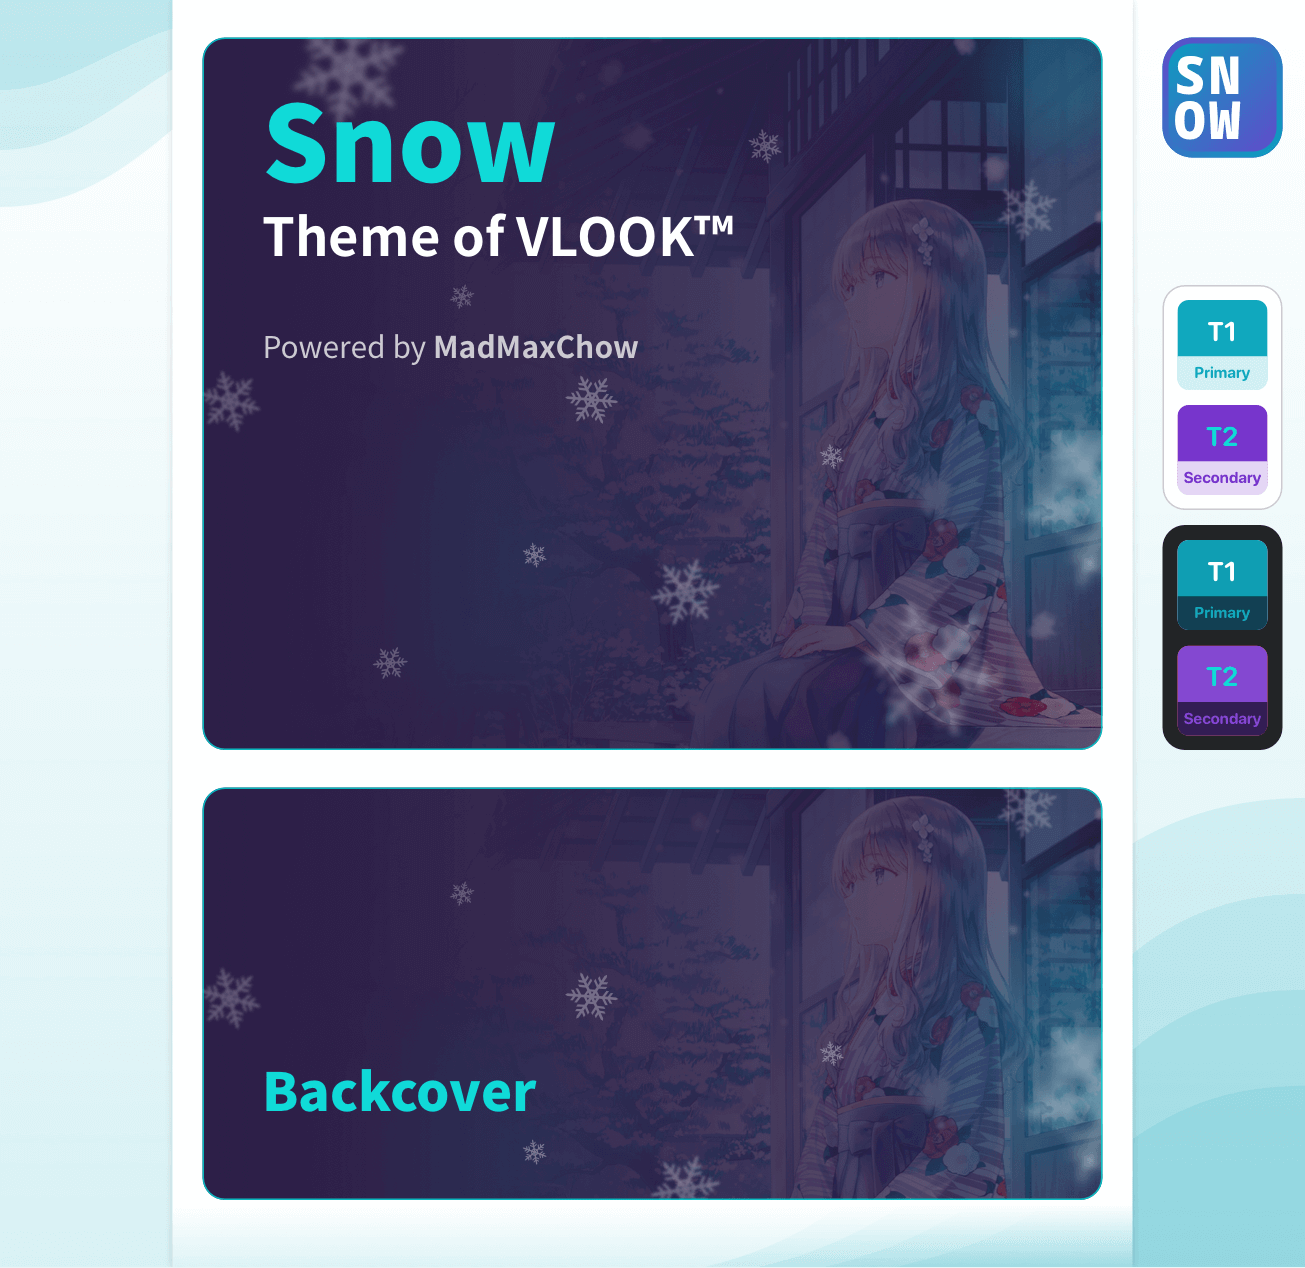 Snow
Theme of VLOOK™
Powered by MadMaxChow
Backcover
SN
OW
T1
Primary
T2
Secondary
T1
Primary
T2
Secondary